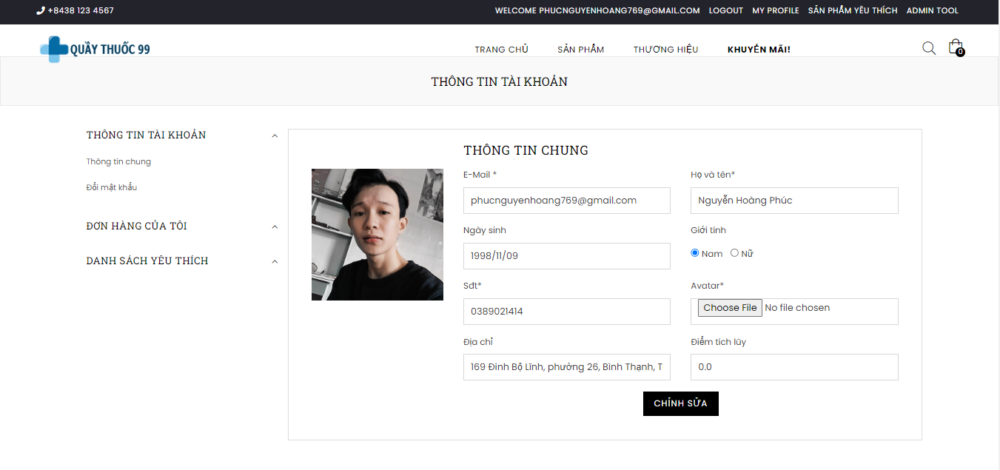 +8438 123 4567
WELCOME PHUCNGUYENHOANG769@GMAIL.COM LOGOUT MY PROFILE SẢN PHẨM YÊU THÍCH ADMIN TOOL
QUẦY THUỐC 99
TRANG CHỦ SẢN PHẨM THƯƠNG HIỆU KHUYẾN MÃI!
0
THÔNG TIN TÀI KHOẢN
THÔNG TIN TÀI KHOẢN
Thông tin chung
Đổi mật khẩu
ĐƠN HÀNG CỦA TÔI
DANH SÁCH YÊU THÍCH
THÔNG TIN CHUNG
E-Mail * Họ và tên*
phucnguyenhoang769@gmail.com Nguyễn Hoàng Phúc
Ngày sinh Giới tính
1998/11/09 Nam Nữ
Sđt* Avatar*
0389021414 Choose File No file chosen
Địa chỉ Điểm tích lũy
169 Đinh Bộ Lĩnh, phường 26, Bình Thạnh, T 0.0
CHỈNH SỬA